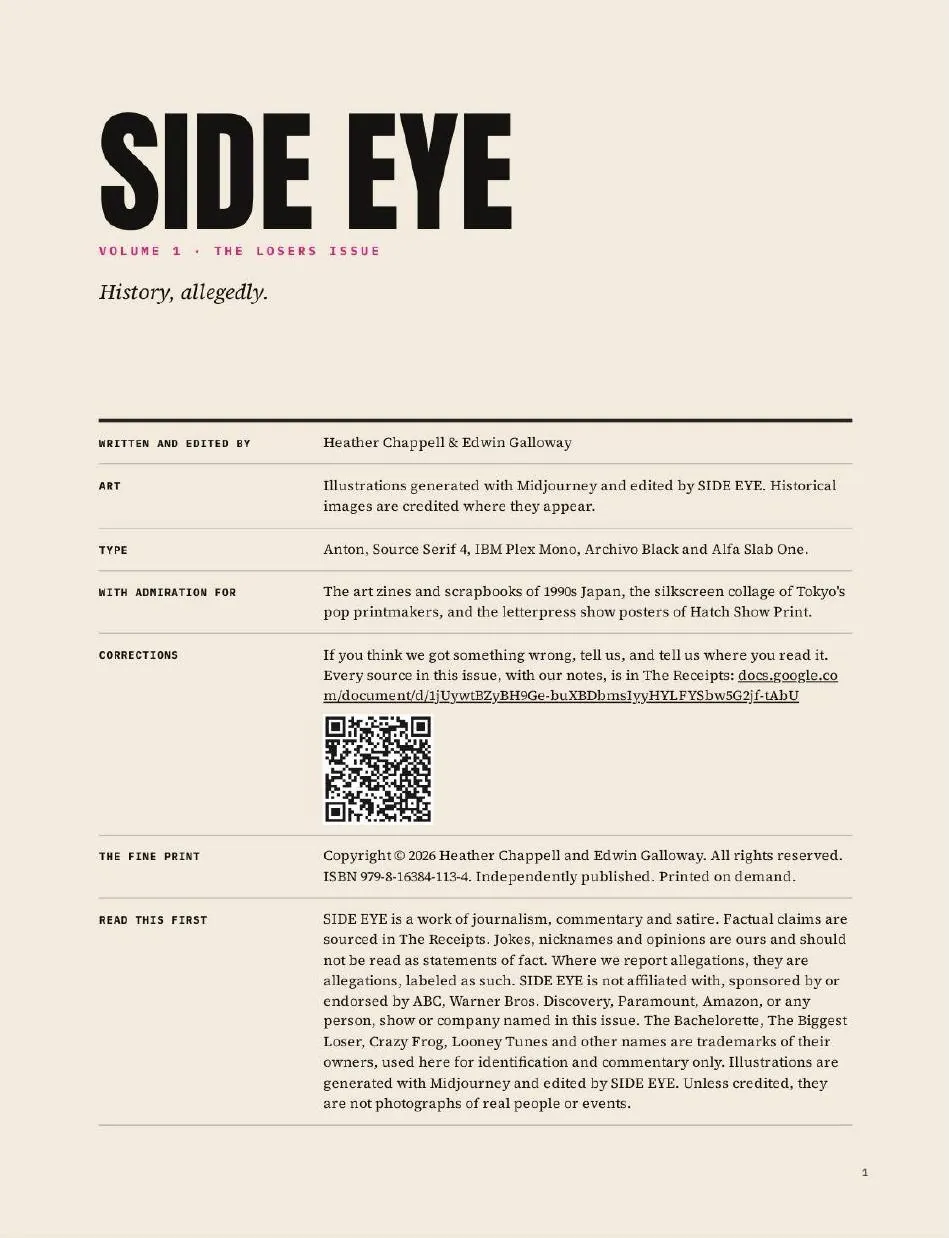 SIDE EYE
VOLUME 1 · THE LOSERS ISSUE
History, allegedly.
WRITTEN AND EDITED BY
Heather Chappell & Edwin Galloway
ART
Illustrations generated with Midjourney and edited by SIDE EYE. Historical
images are credited where they appear.
TYPE
Anton, Source Serif 4, IBM Plex Mono, Archivo Black and Alfa Slab One.
WITH ADMIRATION FOR
The art zines and scrapbooks of 1990s Japan, the silkscreen collage of Tokyo's
pop printmakers, and the letterpress show posters of Hatch Show Print.
CORRECTIONS
If you think we got something wrong, tell us, and tell us where you read it.
Every source in this issue, with our notes, is in The Receipts: docs.google.co
m/document/d/1jUywtBZyBH9Ge-buXBDbmsIyyHYLFYSbw5G2jf-tAbU
THE FINE PRINT
Copyright © 2026 Heather Chappell and Edwin Galloway. All rights reserved.
ISBN 979-8-16384-113-4. Independently published. Printed on demand.
READ THIS FIRST
SIDE EYE is a work of journalism, commentary and satire. Factual claims are
sourced in The Receipts. Jokes, nicknames and opinions are ours and should
not be read as statements of fact. Where we report allegations, they are
allegations, labeled as such. SIDE EYE is not affiliated with, sponsored by or
endorsed by ABC, Warner Bros. Discovery, Paramount, Amazon, or any
person, show or company named in this issue. The Bachelorette, The Biggest
Loser, Crazy Frog, Looney Tunes and other names are trademarks of their
owners, used here for identification and commentary only. Illustrations are
generated with Midjourney and edited by SIDE EYE. Unless credited, they
are not photographs of real people or events.
1